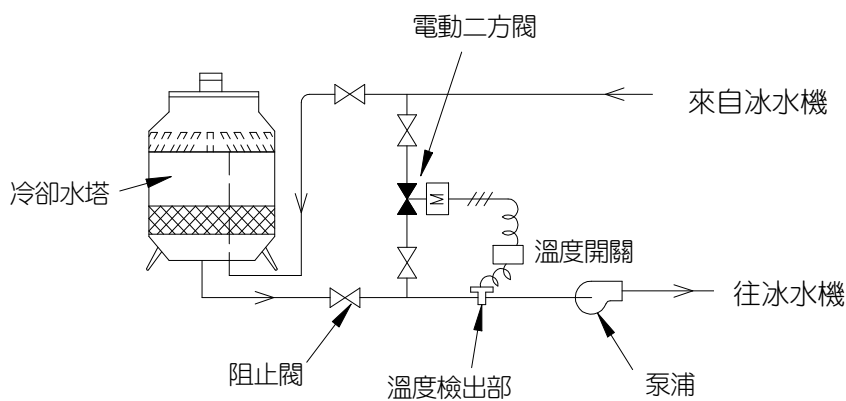 電動二方閥
來自冰水機
冷卻水塔
M
溫度開關
往冰水機
阻止閥
溫度檢出部
泵浦